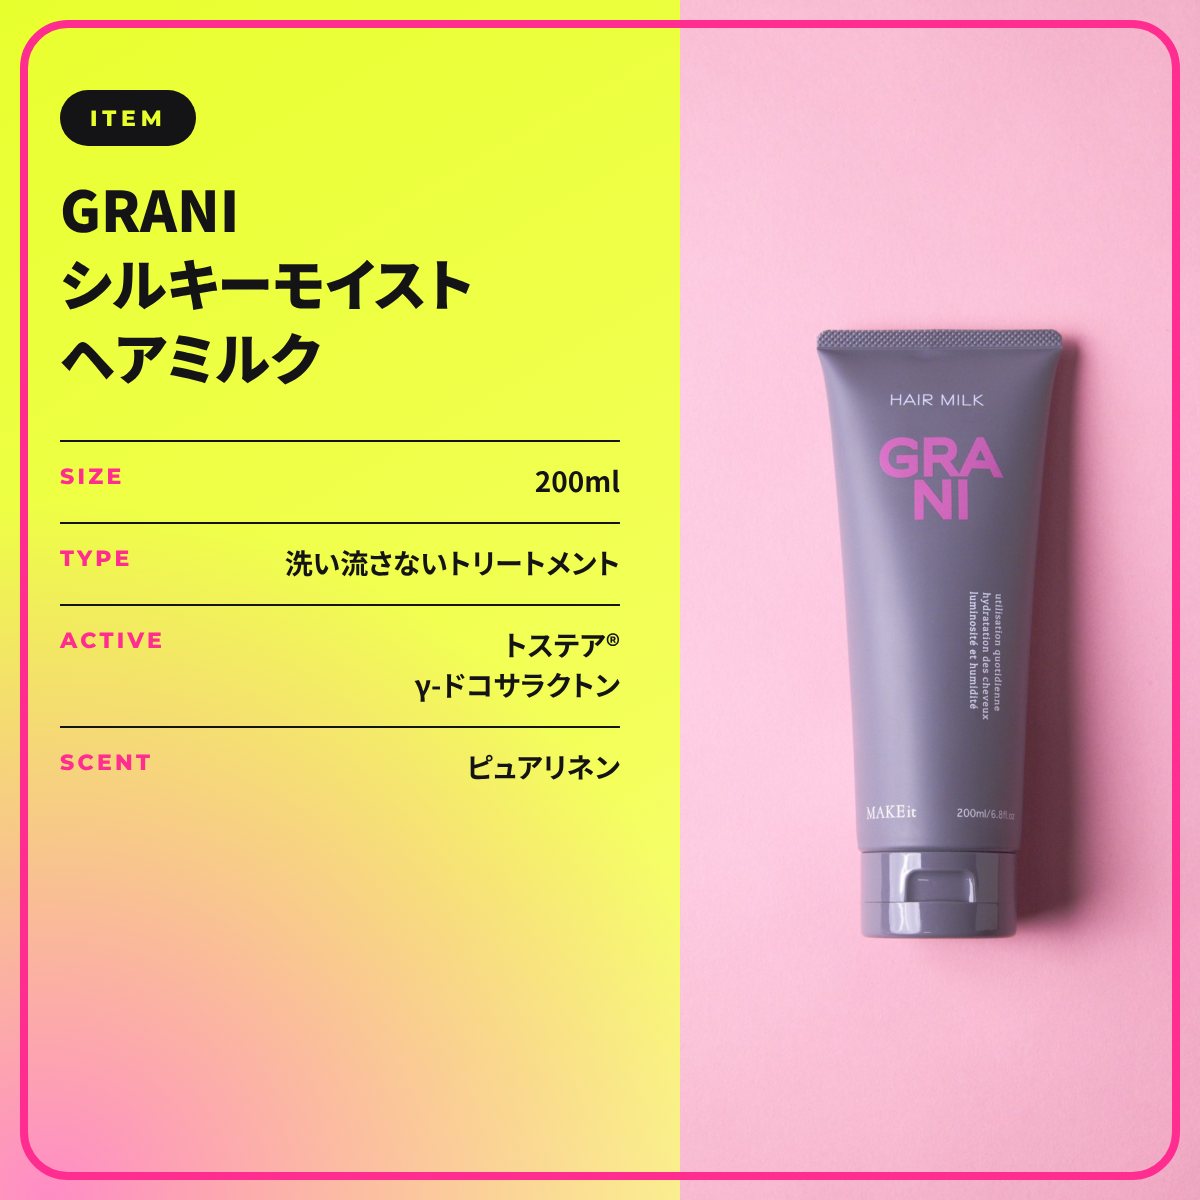 ITEM
GRANI
シルキーモイスト
ヘアミルク
SIZE
200ml
TYPE
洗い流さないトリートメント
ACTIVE
トステア®
γ-ドコサラクトン
SCENT
ピュアリネン
HAIR MILK
GRA
NI
utilisation quotidienne
hydratation des cheveux
luminosité et humidité
MAKEit
200ml/6.8fl.oz